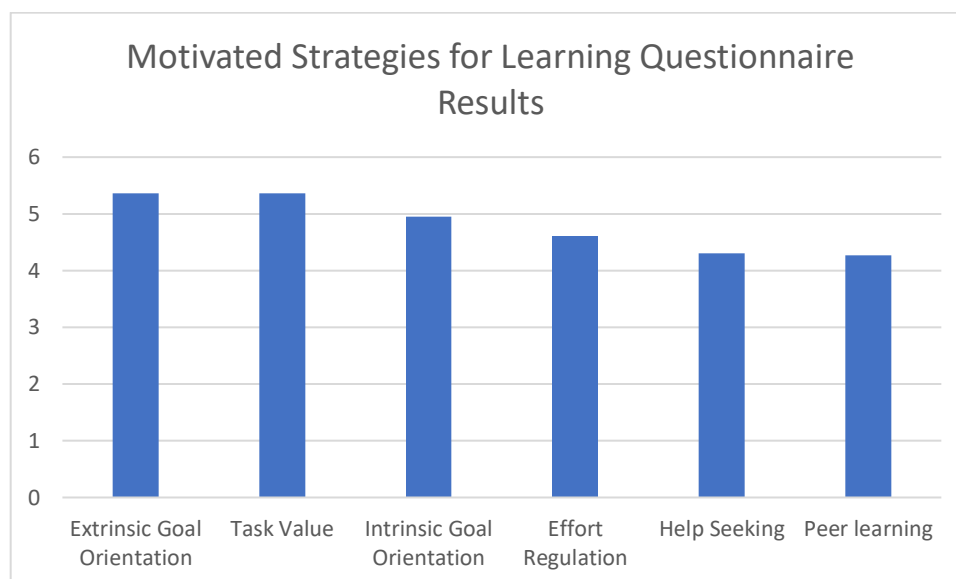 Motivated Strategies for Learning Questionnaire
Results
6
5
4
3
2
1
0
Extrinsic Goal
Orientation
Task Value
Intrinsic Goal
Orientation
Effort
Regulation
Help Seeking
Peer learning